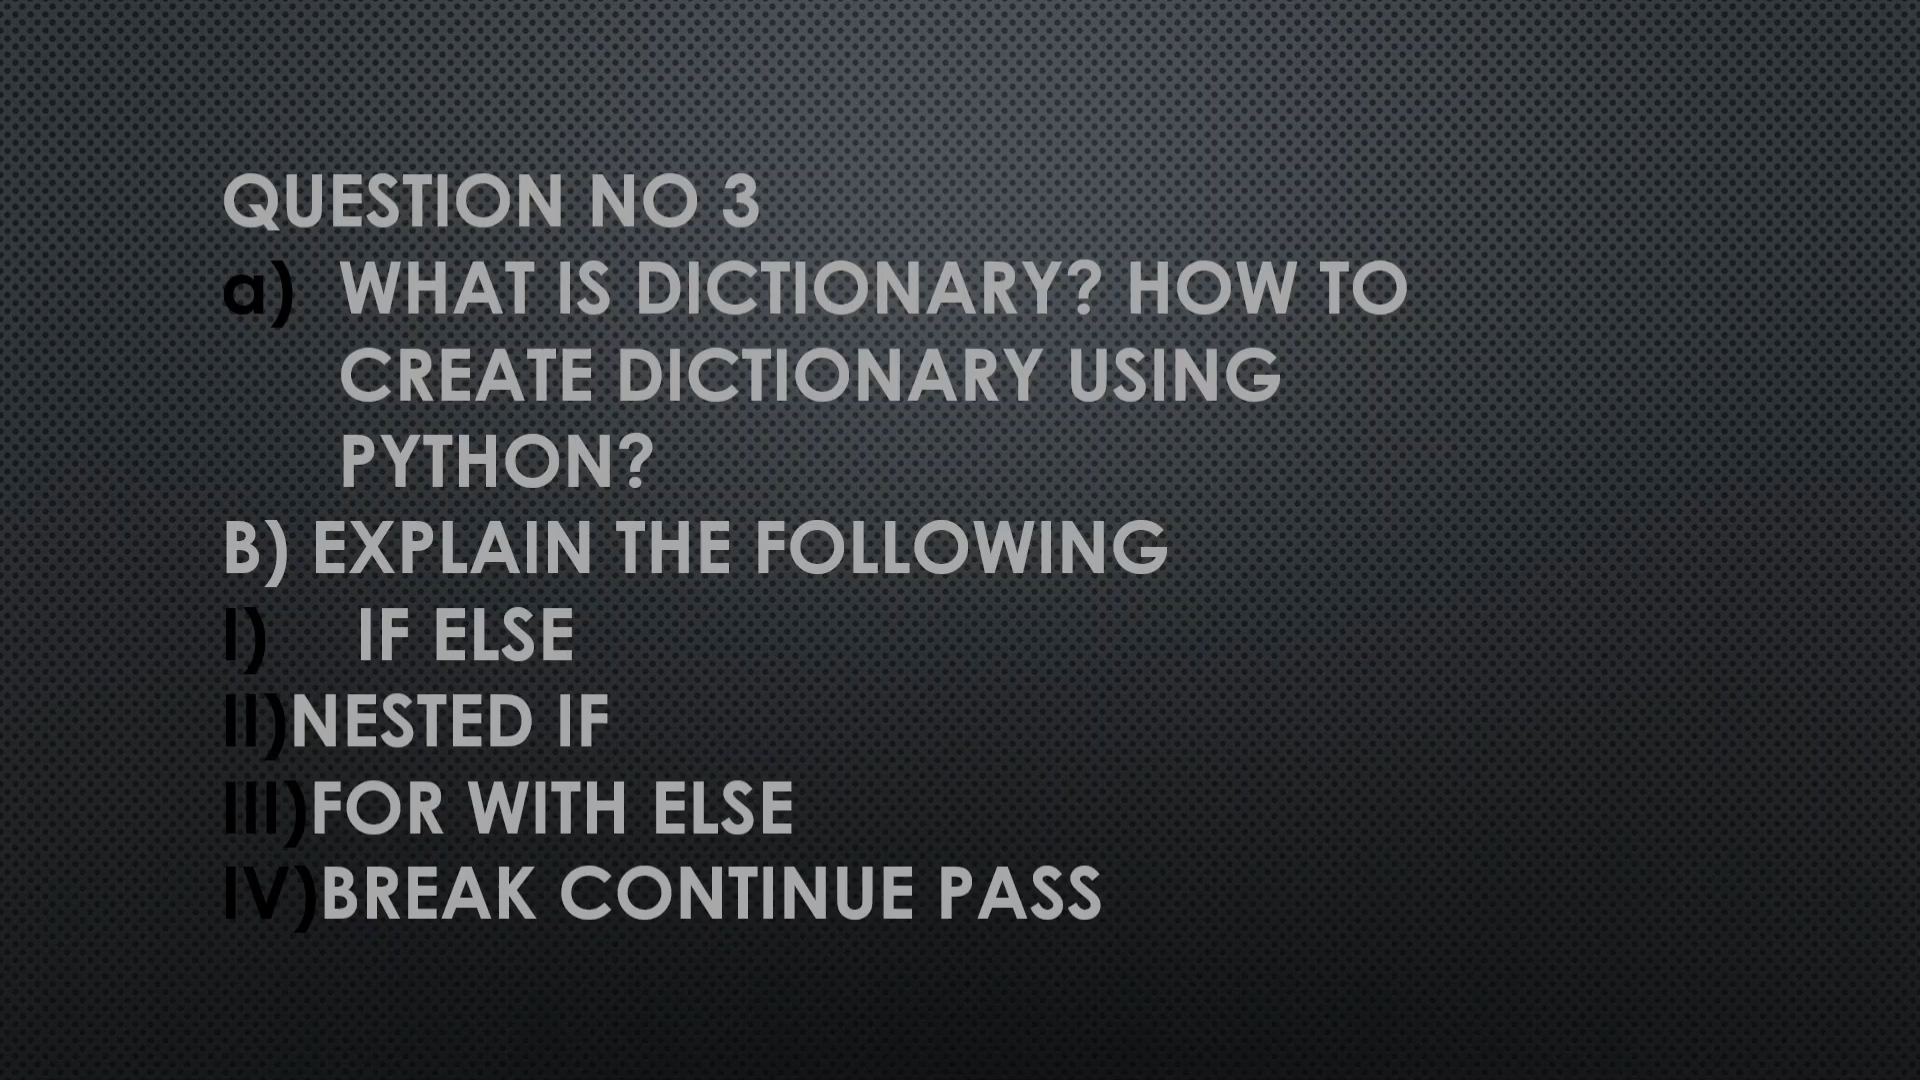 QUESTION NO 3
a) WHAT IS DICTIONARY? HOW TO
CREATE DICTIONARY USING
PYTHON?
B) EXPLAIN THE FOLLOWING
I) IF ELSE
II)NESTED IF
III)FOR WITH ELSE
IV)BREAK CONTINUE PASS